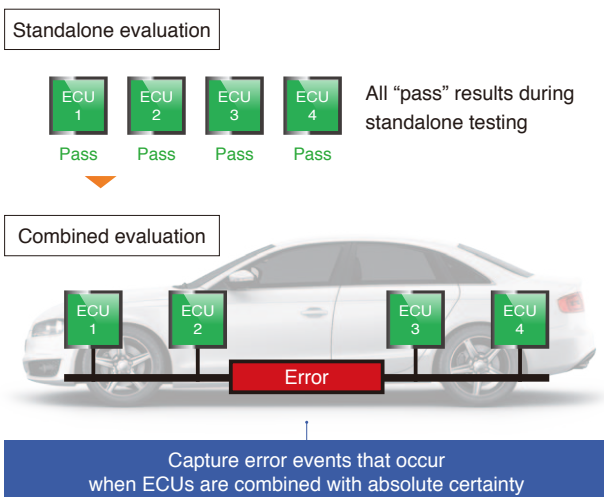 Standalone evaluation
ECU
1
ECU
2
ECU
3
ECU
4
All “pass” results during
standalone testing
Pass
Pass
Pass
Pass
Combined evaluation
ECU
1
ECU
2
ECU
3
ECU
4
Error
Capture error events that occur
when ECUs are combined with absolute certainty